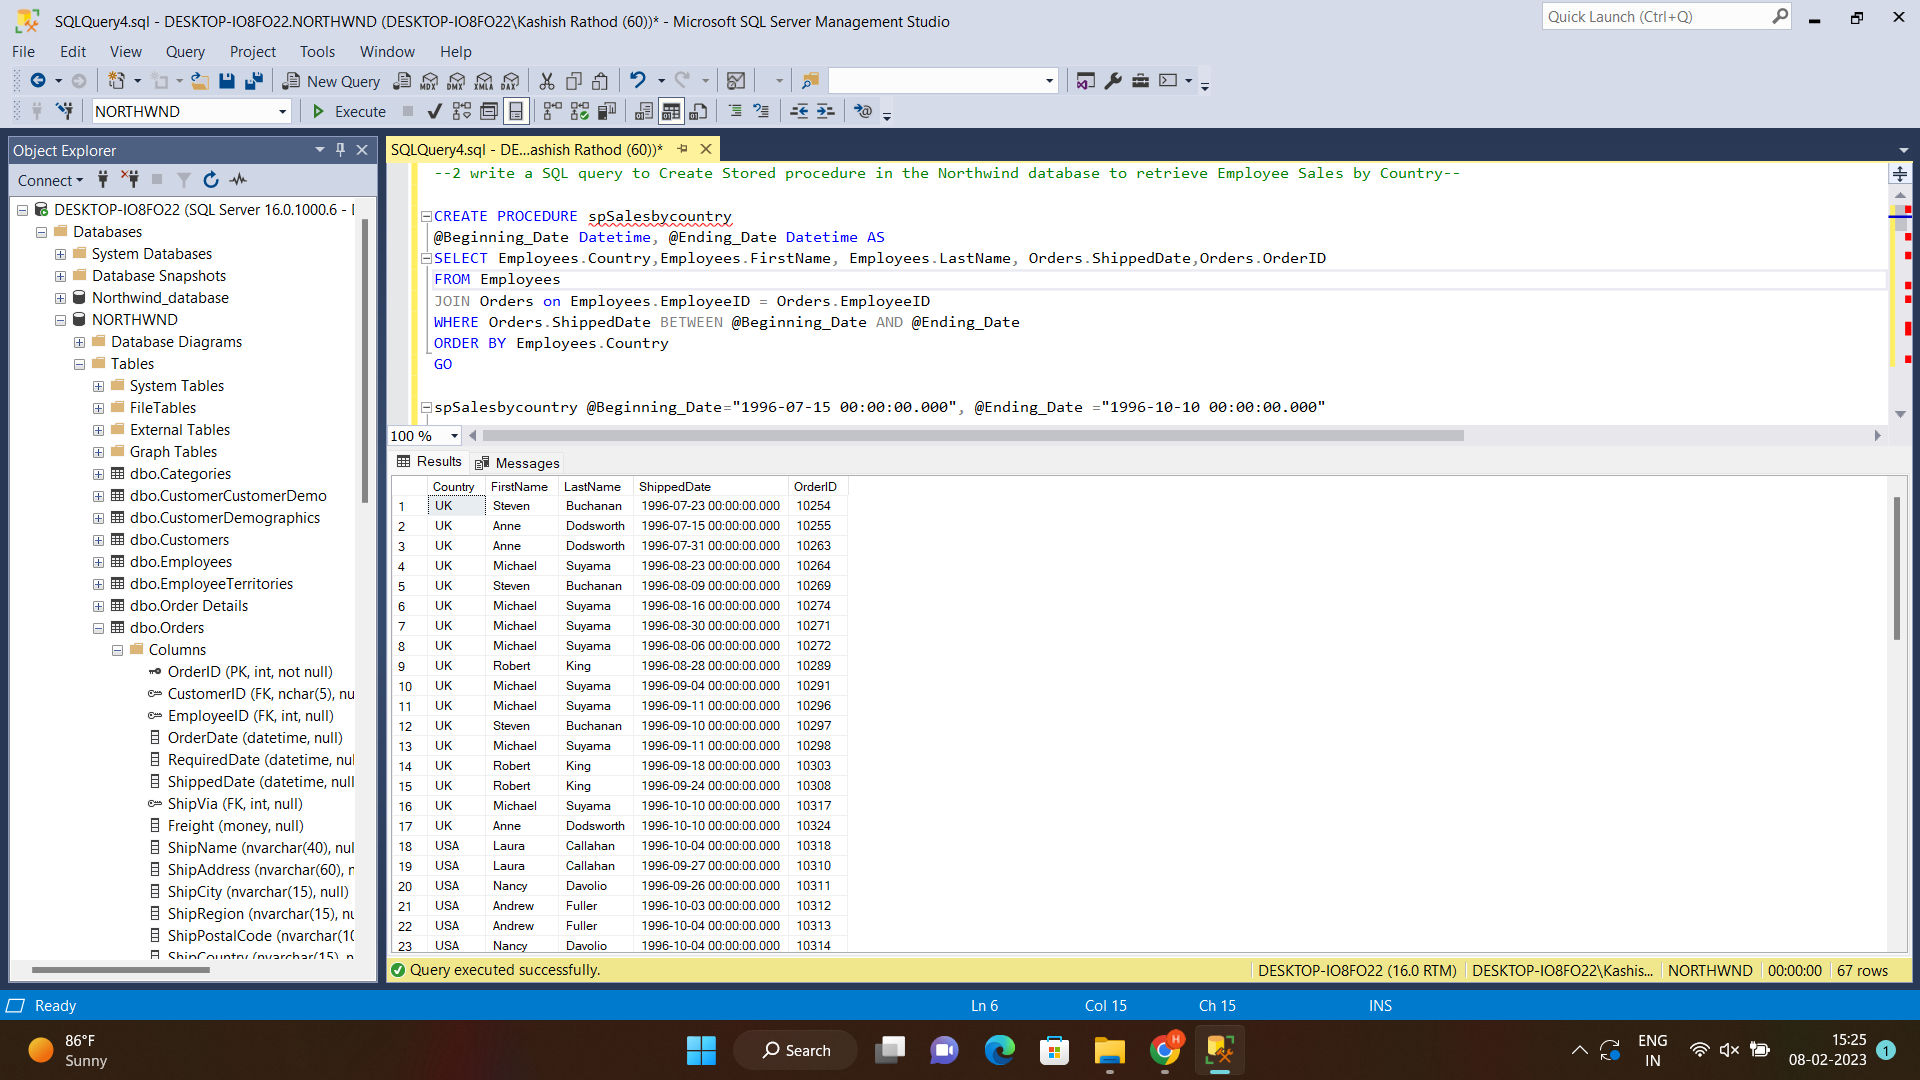 SQLQuery4.sql - DESKTOP-IO8FO22.NORTHWND (DESKTOP-IO8FO22\Kashish Rathod (60))* - Microsoft SQL Server Management Studio
Quick Launch (Ctrl+Q)
File Edit View Query Project Tools Window Help
New Query MDX DMX XMLA DAX
NORTHWND Execute
Object Explorer
Connect
DESKTOP-IO8FO22 (SQL Server 16.0.1000.6 -
Databases
System Databases
Database Snapshots
Northwind_database
NORTHWND
Database Diagrams
Tables
System Tables
FileTables
External Tables
Graph Tables
dbo.Categories
dbo.CustomerCustomerDemo
dbo.CustomerDemographics
dbo.Customers
dbo.Employees
dbo.EmployeeTerritories
dbo.Order Details
dbo.Orders
Columns
OrderID (PK, int, not null)
CustomerID (FK, nchar(5), nu
EmployeeID (FK, int, null)
OrderDate (datetime, null)
RequiredDate (datetime, nul
ShippedDate (datetime, null
ShipVia (FK, int, null)
Freight (money, null)
ShipName (nvarchar(40), nul
ShipAddress (nvarchar(60), n
ShipCity (nvarchar(15), null)
ShipRegion (nvarchar(15), nu
ShipPostalCode (nvarchar(10
ShipCountry (nvarchar(15), n
SQLQuery4.sql - DE...ashish Rathod (60))*
--2 write a SQL query to Create Stored procedure in the Northwind database to retrieve Employee Sales by Country--
CREATE PROCEDURE spSalesbycountry
@Beginning_Date Datetime, @Ending_Date Datetime AS
SELECT Employees.Country,Employees.FirstName, Employees.LastName, Orders.ShippedDate,Orders.OrderID
FROM Employees
JOIN Orders on Employees.EmployeeID = Orders.EmployeeID
WHERE Orders.ShippedDate BETWEEN @Beginning_Date AND @Ending_Date
ORDER BY Employees.Country
GO
spSalesbycountry @Beginning_Date="1996-07-15 00:00:00.000", @Ending_Date ="1996-10-10 00:00:00.000"
100 %
Results Messages
Country FirstName LastName ShippedDate OrderID
1 UK Steven Buchanan 1996-07-23 00:00:00.000 10254
2 UK Anne Dodsworth 1996-07-15 00:00:00.000 10255
3 UK Anne Dodsworth 1996-07-31 00:00:00.000 10263
4 UK Michael Suyama 1996-08-23 00:00:00.000 10264
5 UK Steven Buchanan 1996-08-09 00:00:00.000 10269
6 UK Michael Suyama 1996-08-16 00:00:00.000 10274
7 UK Michael Suyama 1996-08-30 00:00:00.000 10271
8 UK Michael Suyama 1996-08-06 00:00:00.000 10272
9 UK Robert King 1996-08-28 00:00:00.000 10289
10 UK Michael Suyama 1996-09-04 00:00:00.000 10291
11 UK Michael Suyama 1996-09-11 00:00:00.000 10296
12 UK Steven Buchanan 1996-09-10 00:00:00.000 10297
13 UK Michael Suyama 1996-09-11 00:00:00.000 10298
14 UK Robert King 1996-09-18 00:00:00.000 10303
15 UK Robert King 1996-09-24 00:00:00.000 10308
16 UK Michael Suyama 1996-10-10 00:00:00.000 10317
17 UK Anne Dodsworth 1996-10-10 00:00:00.000 10324
18 USA Laura Callahan 1996-10-04 00:00:00.000 10318
19 USA Laura Callahan 1996-09-27 00:00:00.000 10310
20 USA Nancy Davolio 1996-09-26 00:00:00.000 10311
21 USA Andrew Fuller 1996-10-03 00:00:00.000 10312
22 USA Andrew Fuller 1996-10-04 00:00:00.000 10313
23 USA Nancy Davolio 1996-10-04 00:00:00.000 10314
Query executed successfully. DESKTOP-IO8FO22 (16.0 RTM) DESKTOP-IO8FO22\Kashis... NORTHWND 00:00:00 67 rows
Ready Ln 6 Col 15 Ch 15 INS
86°F
Sunny
Search
H
ENG
IN
15:25
08-02-2023
1